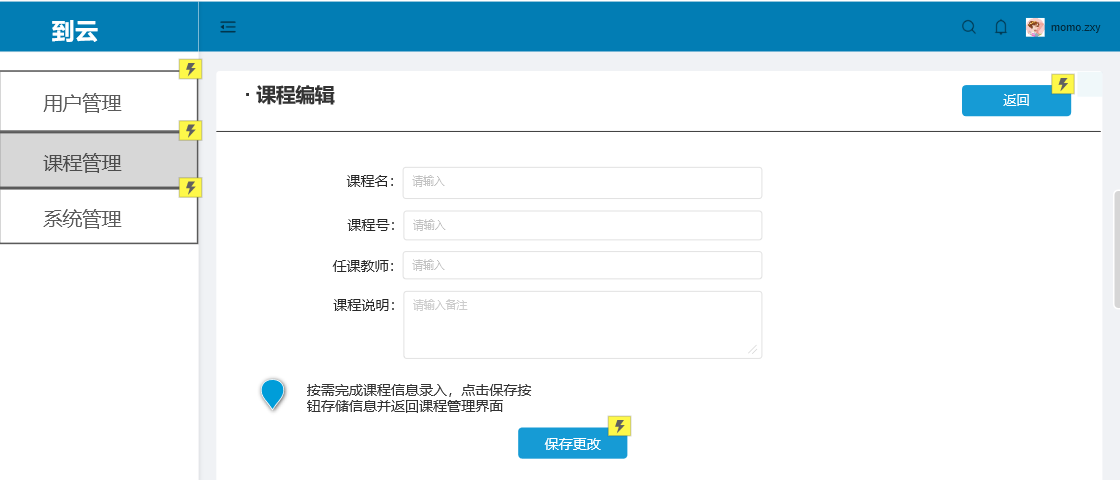 到云
momo.zxy
用户管理
课程管理
系统管理
· 课程编辑
返回
课程名： 请输入
课程号： 请输入
任课教师： 请输入
课程说明： 请输入备注
按需完成课程信息录入，点击保存按
钮存储信息并返回课程管理界面
保存更改